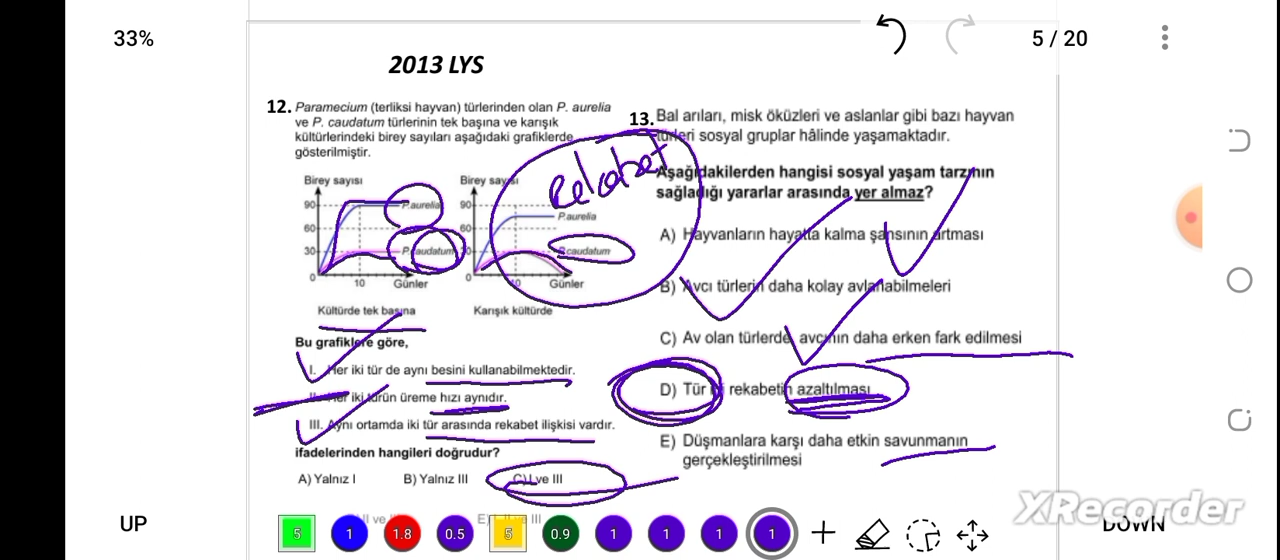 33%
5 / 20
2013 LYS
12. Paramecium (terliksi hayvan) türlerinden olan P. aurelia
ve P. caudatum türlerinin tek başına ve karışık
kültürlerindeki birey sayıları aşağıdaki grafiklerde
gösterilmiştir.
Birey sayısı
90
60
30
0
10
Günler
P.aurelia
P.caudatum
Kültürde tek başına
Birey sayısı
90
60
30
0
10
Günler
P.aurelia
P.caudatum
Karışık kültürde
Rekabet
Bu grafiklere göre,
I. Her iki tür de aynı besini kullanabilmektedir.
II. Her iki türün üreme hızı aynıdır.
III. Aynı ortamda iki tür arasında rekabet ilişkisi vardır.
ifadelerinden hangileri doğrudur?
A) Yalnız I
B) Yalnız III
C) I ve III
13. Bal arıları, misk öküzleri ve aslanlar gibi bazı hayvan
türleri sosyal gruplar hâlinde yaşamaktadır.
Aşağıdakilerden hangisi sosyal yaşam tarzının
sağladığı yararlar arasında yer almaz?
A) Hayvanların hayatta kalma şansının artması
B) Avcı türlerin daha kolay avlanabilmeleri
C) Av olan türlerde, avcının daha erken fark edilmesi
D) Tür içi rekabetin azaltılması
E) Düşmanlara karşı daha etkin savunmanın
gerçekleştirilmesi
UP
5
1
1.8
0.5
5
0.9
1
1
1
1
DOWN
XRecorder